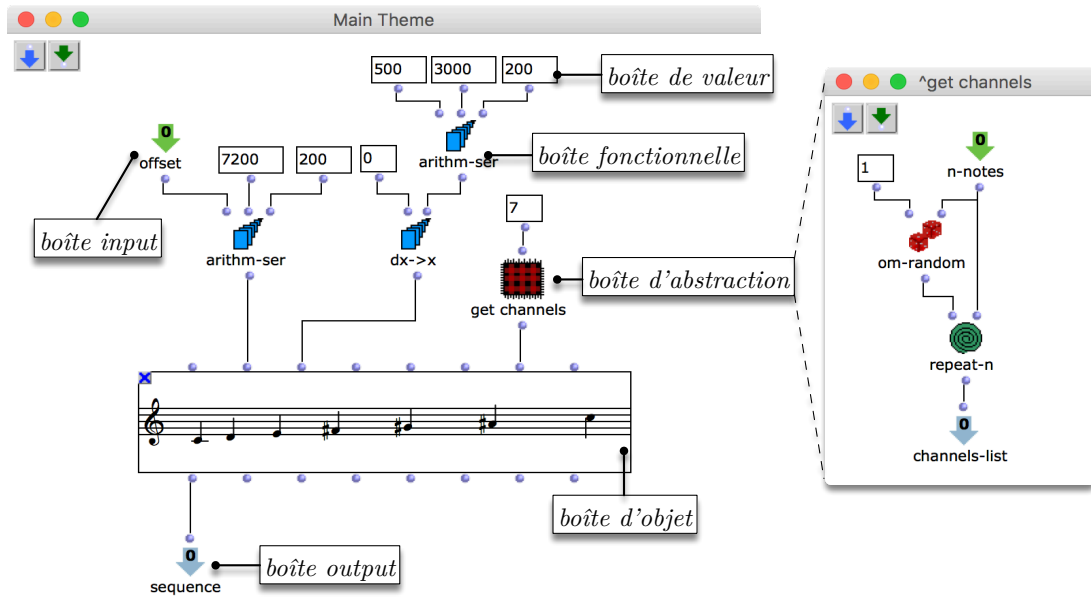 Main Theme
500 3000 200
boîte de valeur
^get channels
0
offset
7200 200 0
arithm-ser
boîte fonctionnelle
1
0
n-notes
7
boîte input
arithm-ser
dx->x
om-random
boîte d'abstraction
get channels
repeat-n
0
channels-list
boîte d'objet
0
sequence
boîte output